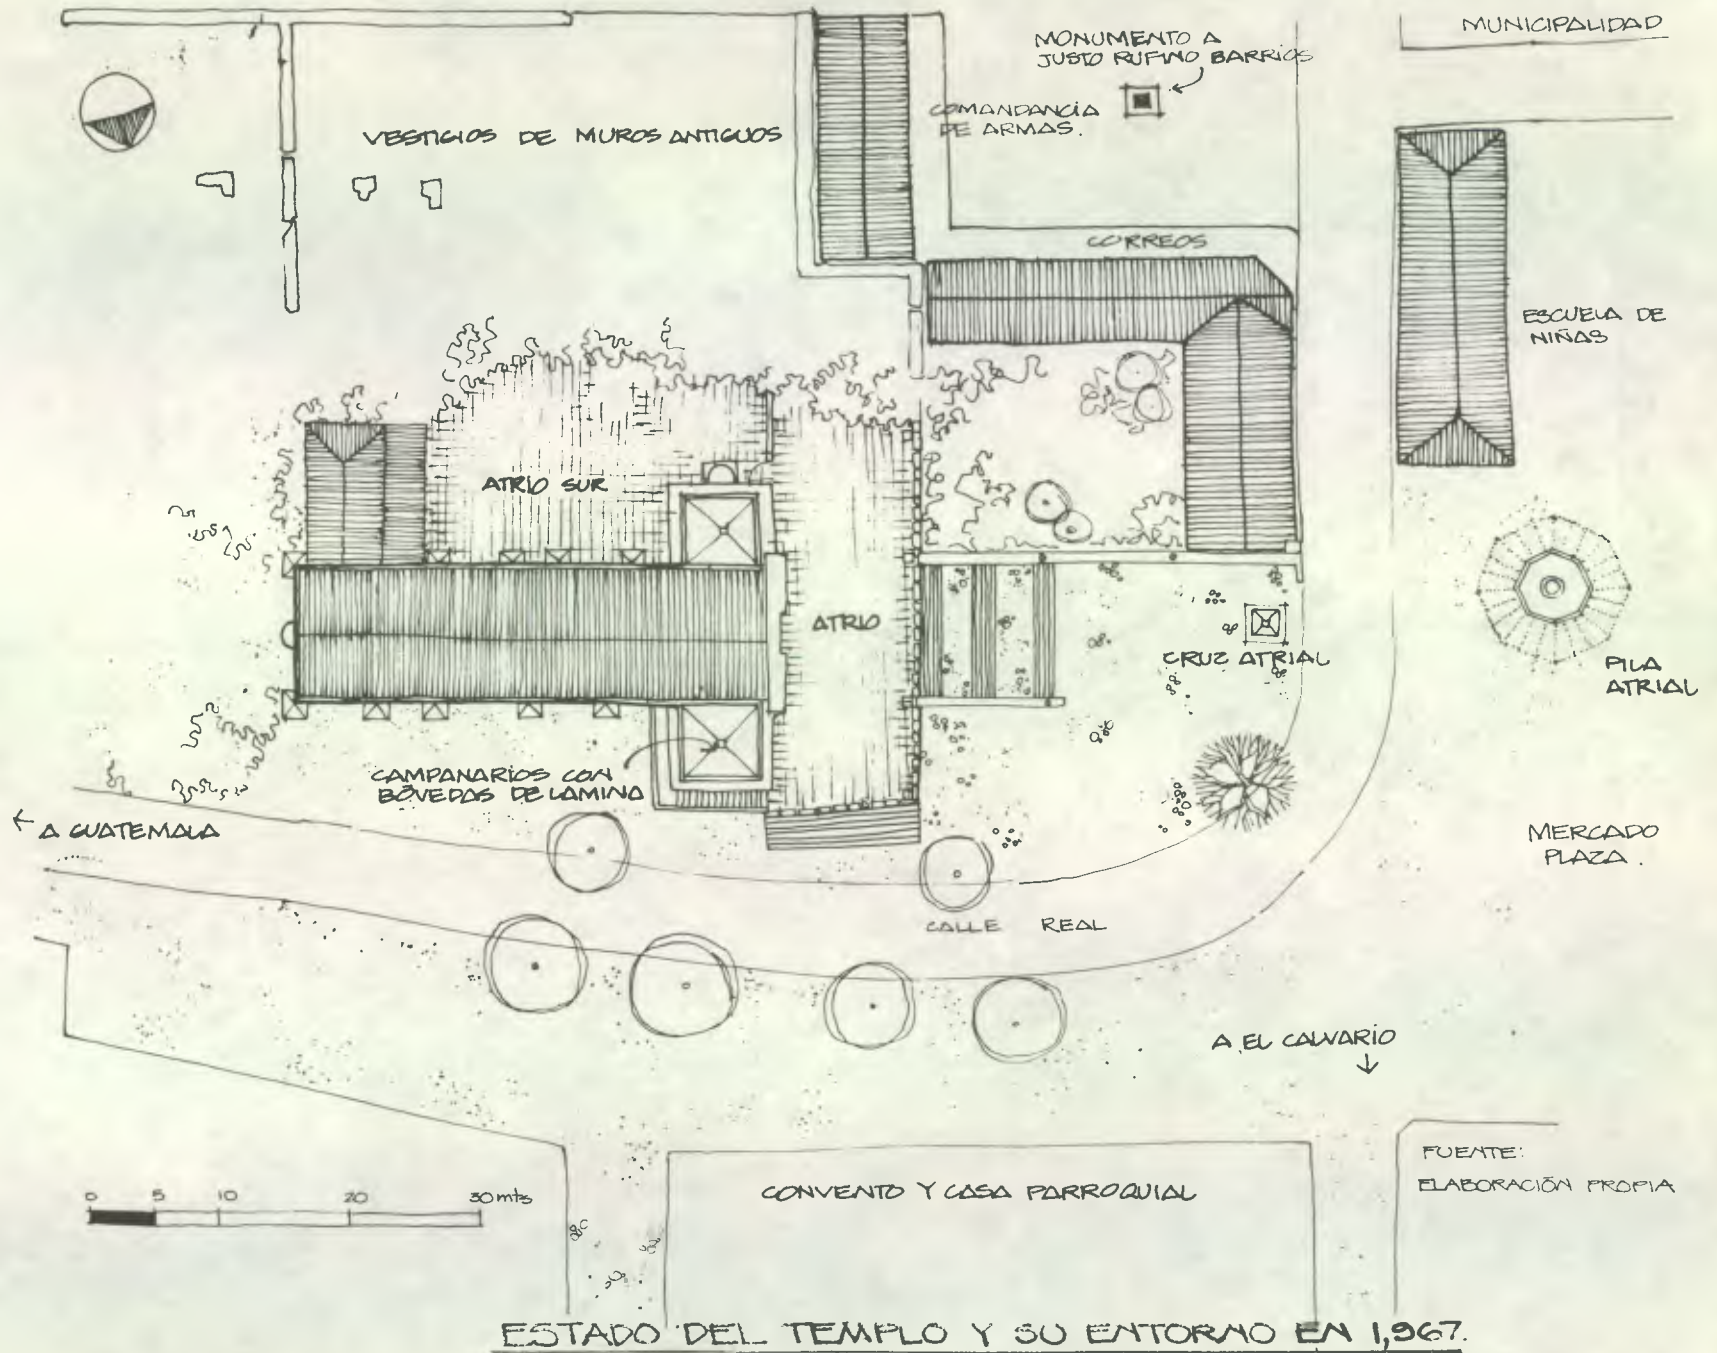 MUNICIPALIDAD
MONUMENTO A
JUSTO RUFINO BARRIOS
COMANDANCIA
DE ARMAS.
VESTIGIOS DE MUROS ANTIGUOS
CORREOS
ESCUELA DE
NIÑAS
ATRIO SUR
ATRIO
CRUZ ATRIAL
PILA
ATRIAL
CAMPANARIOS CON
BÓVEDAS DE LAMINA
← A GUATEMALA
MERCADO
PLAZA.
CALLE REAL
A EL CALVARIO
↓
FUENTE:
ELABORACIÓN PROPIA
0 5 10 20 30 mts
CONVENTO Y CASA PARROQUIAL
ESTADO DEL TEMPLO Y SU ENTORNO EN 1,967.